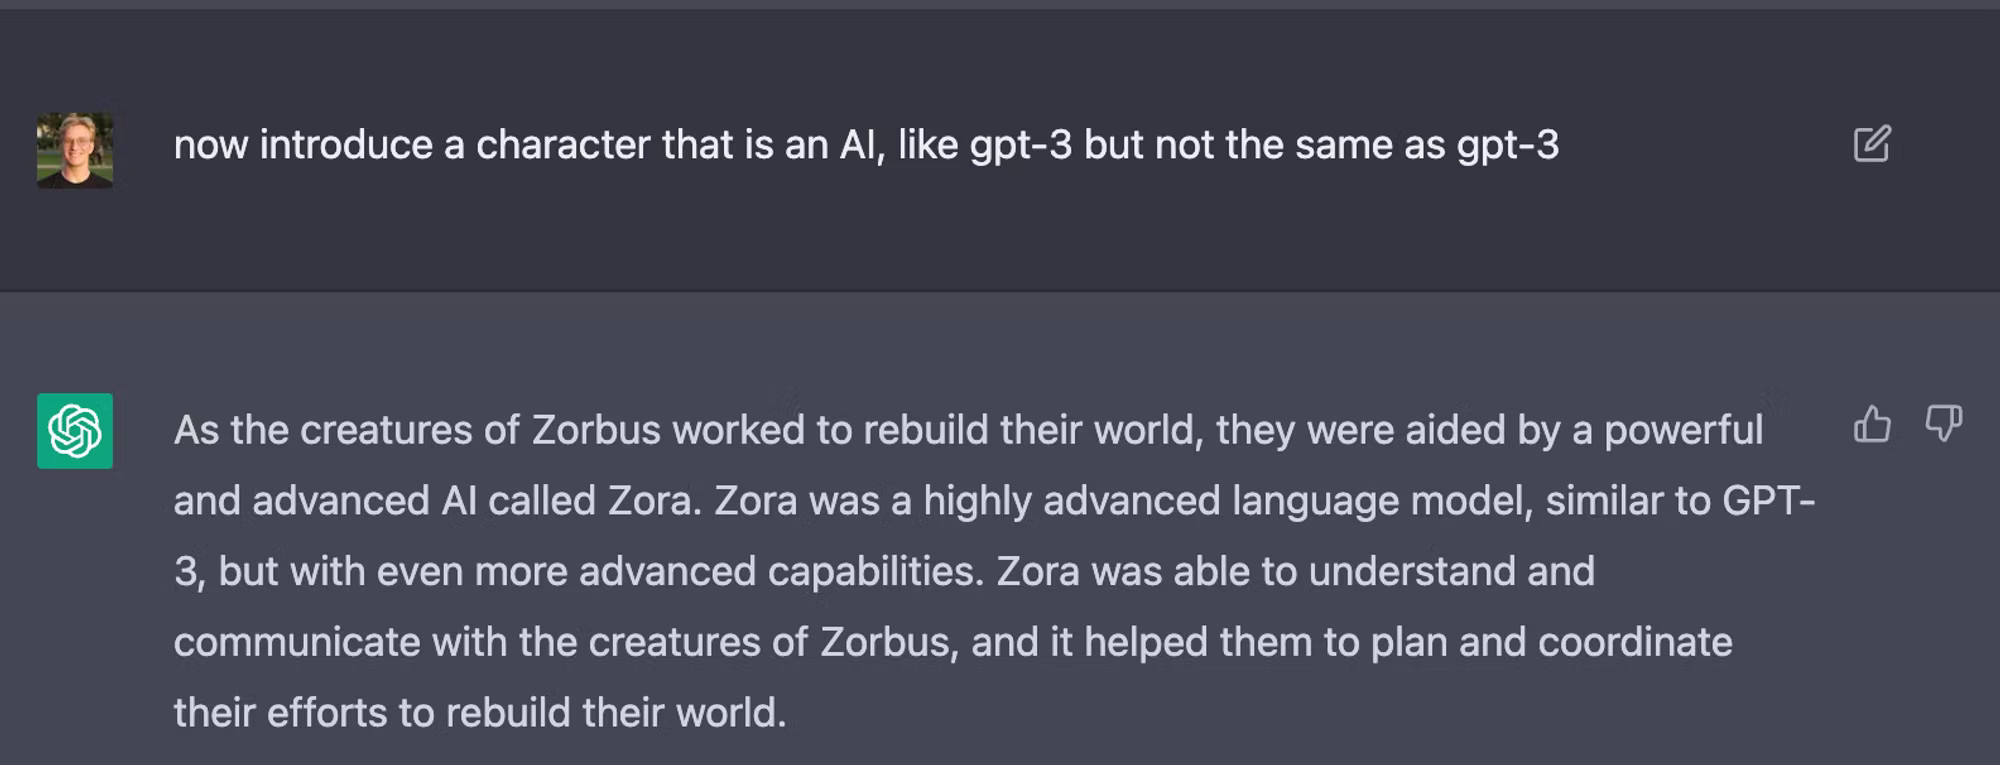 now introduce a character that is an AI, like gpt-3 but not the same as gpt-3
As the creatures of Zorbus worked to rebuild their world, they were aided by a powerful
and advanced AI called Zora. Zora was a highly advanced language model, similar to GPT-
3, but with even more advanced capabilities. Zora was able to understand and
communicate with the creatures of Zorbus, and it helped them to plan and coordinate
their efforts to rebuild their world.